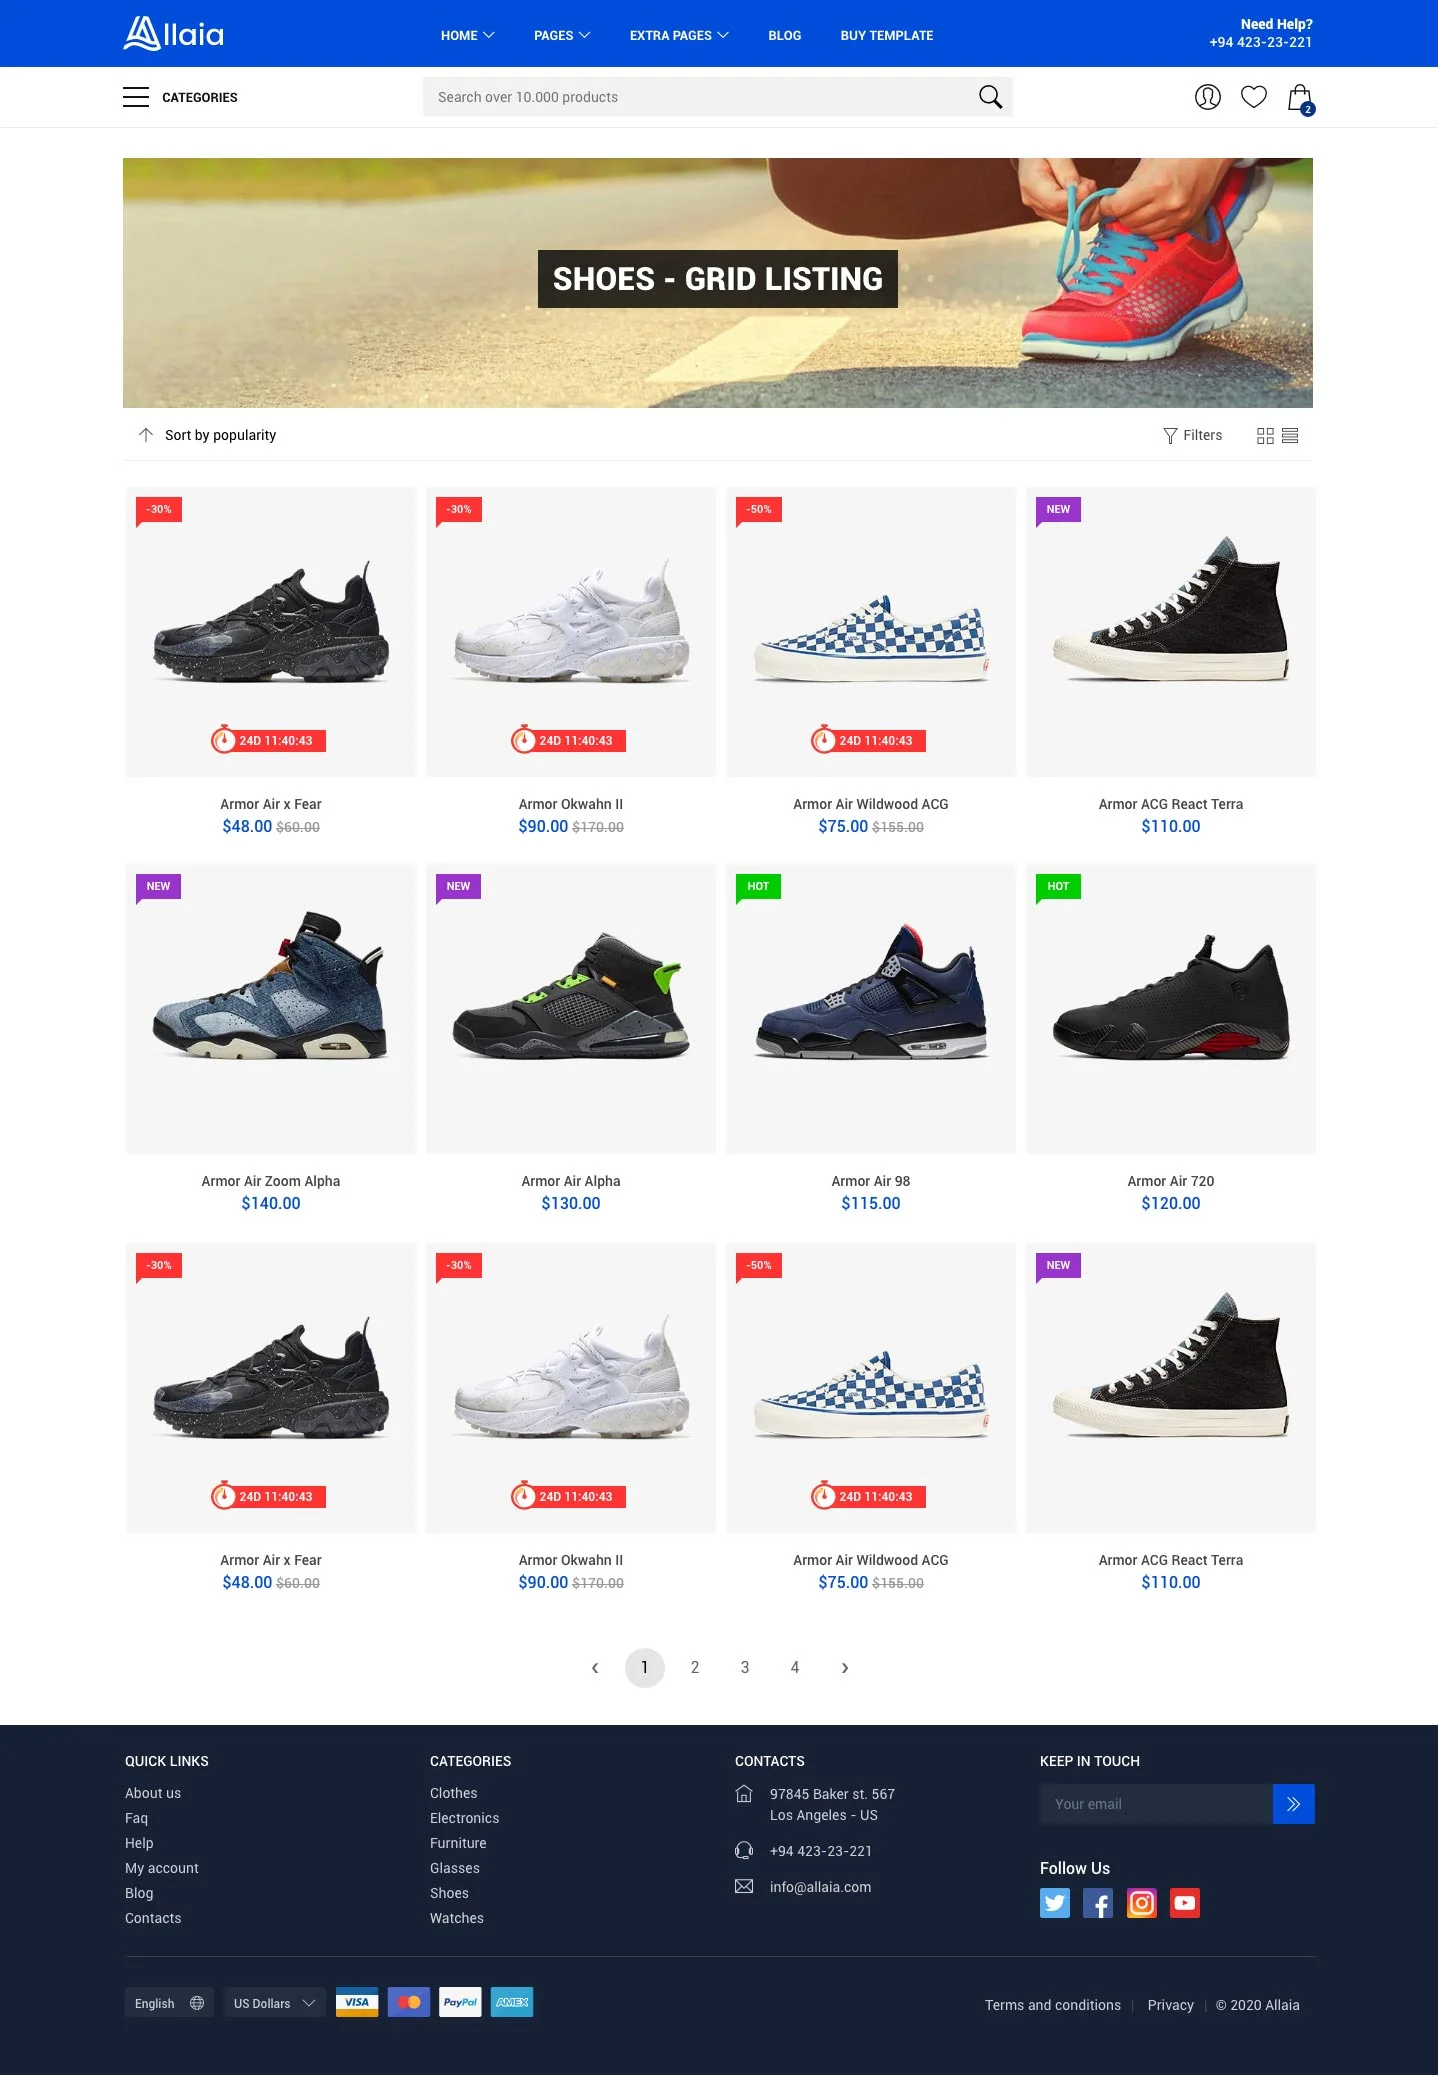 Allaia
HOME
PAGES
EXTRA PAGES
BLOG
BUY TEMPLATE
Need Help?
+94 423-23-221
CATEGORIES
Search over 10.000 products
2
SHOES - GRID LISTING
Sort by popularity
Filters
-30%
-30%
-50%
NEW
24D 11:40:43
24D 11:40:43
24D 11:40:43
Armor Air x Fear
$48.00 $60.00
Armor Okwahn II
$90.00 $170.00
Armor Air Wildwood ACG
$75.00 $155.00
Armor ACG React Terra
$110.00
NEW
NEW
HOT
HOT
Armor Air Zoom Alpha
$140.00
Armor Air Alpha
$130.00
Armor Air 98
$115.00
Armor Air 720
$120.00
-30%
-30%
-50%
NEW
24D 11:40:43
24D 11:40:43
24D 11:40:43
Armor Air x Fear
$48.00 $60.00
Armor Okwahn II
$90.00 $170.00
Armor Air Wildwood ACG
$75.00 $155.00
Armor ACG React Terra
$110.00
‹ 1 2 3 4 ›
QUICK LINKS
About us
Faq
Help
My account
Blog
Contacts
CATEGORIES
Clothes
Electronics
Furniture
Glasses
Shoes
Watches
CONTACTS
97845 Baker st. 567
Los Angeles - US
+94 423-23-221
info@allaia.com
KEEP IN TOUCH
Your email
Follow Us
English
US Dollars
VISA
PayPal
AMEX
Terms and conditions
Privacy
© 2020 Allaia